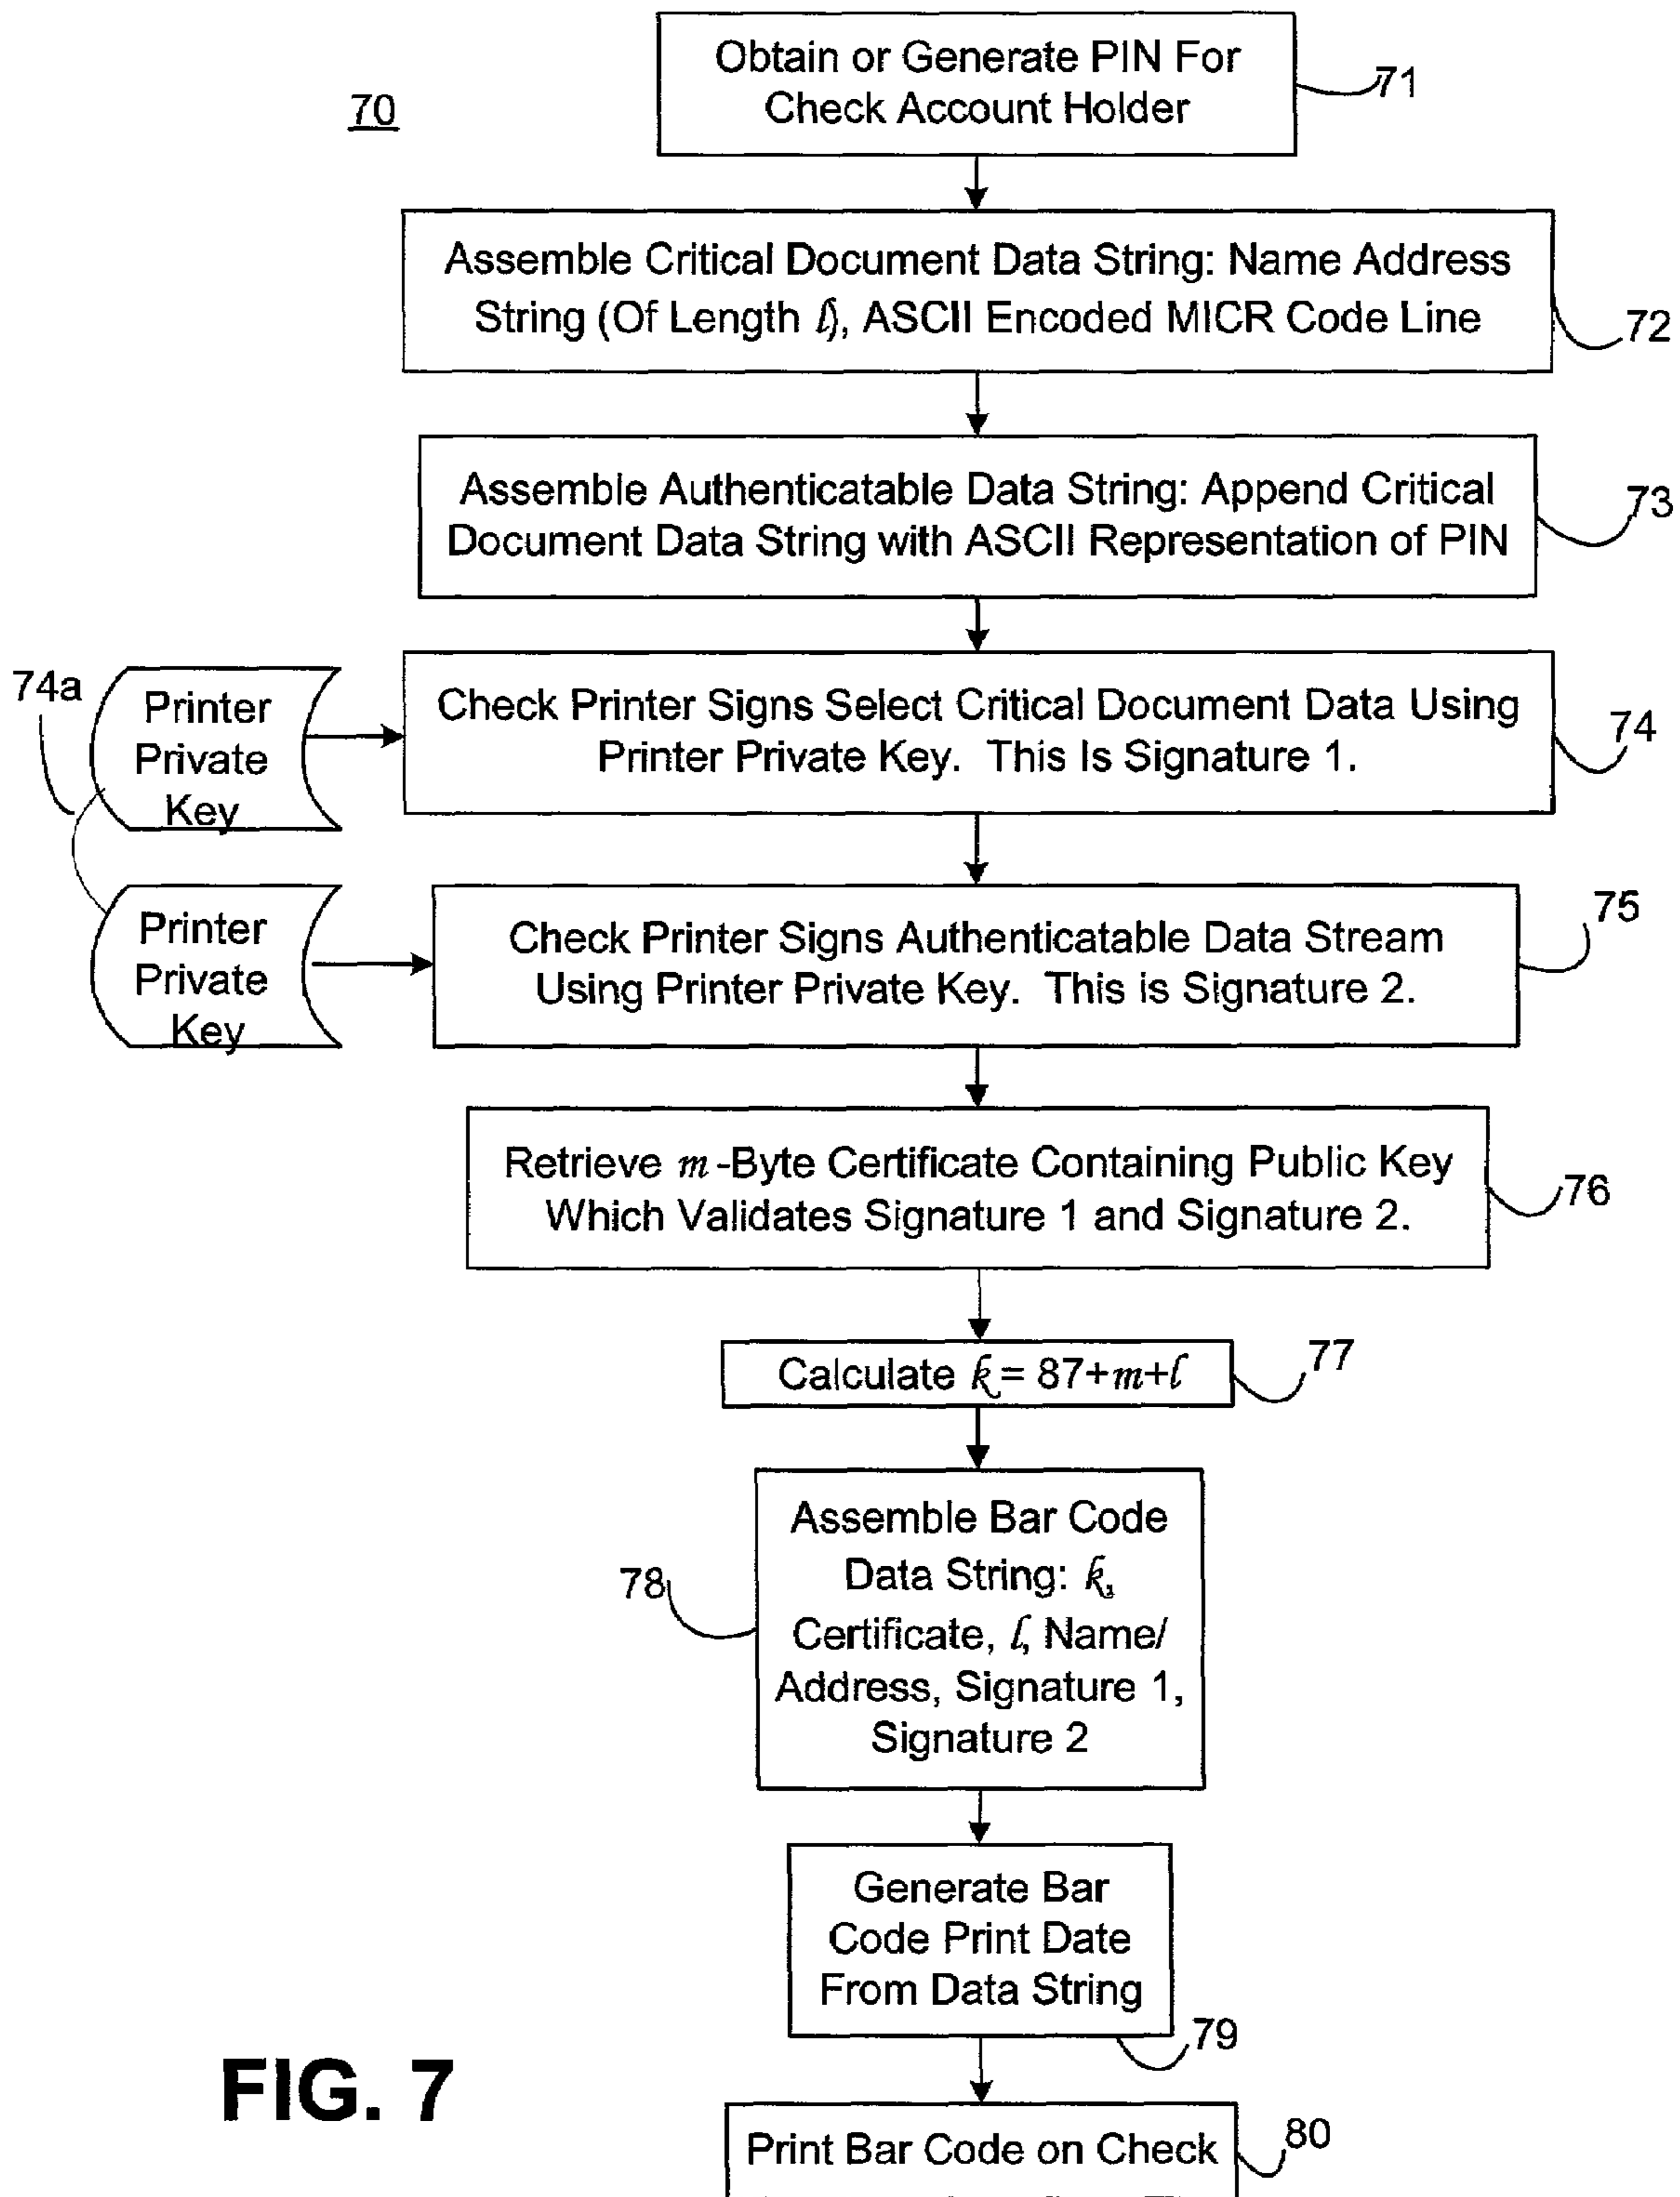 70
Obtain or Generate PIN For
Check Account Holder
71
Assemble Critical Document Data String: Name Address
String (Of Length l), ASCII Encoded MICR Code Line
72
Assemble Authenticatable Data String: Append Critical
Document Data String with ASCII Representation of PIN
73
74a
Printer
Private
Key
Check Printer Signs Select Critical Document Data Using
Printer Private Key. This Is Signature 1.
74
Printer
Private
Key
Check Printer Signs Authenticatable Data Stream
Using Printer Private Key. This is Signature 2.
75
Retrieve m-Byte Certificate Containing Public Key
Which Validates Signature 1 and Signature 2.
76
Calculate k = 87+m+l
77
Assemble Bar Code
Data String: k,
Certificate, l, Name/
Address, Signature 1,
Signature 2
78
Generate Bar
Code Print Date
From Data String
79
Print Bar Code on Check
80
FIG. 7